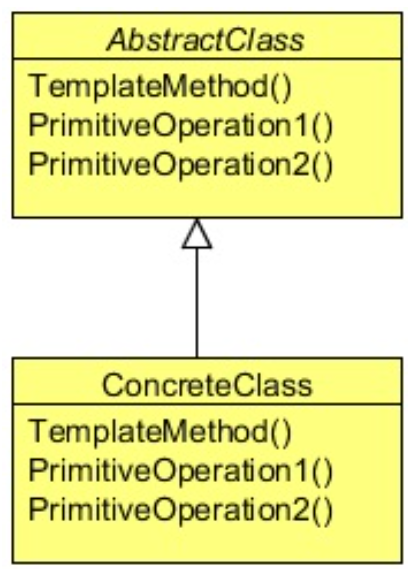 AbstractClass
TemplateMethod()
PrimitiveOperation1()
PrimitiveOperation2()
ConcreteClass
TemplateMethod()
PrimitiveOperation1()
PrimitiveOperation2()